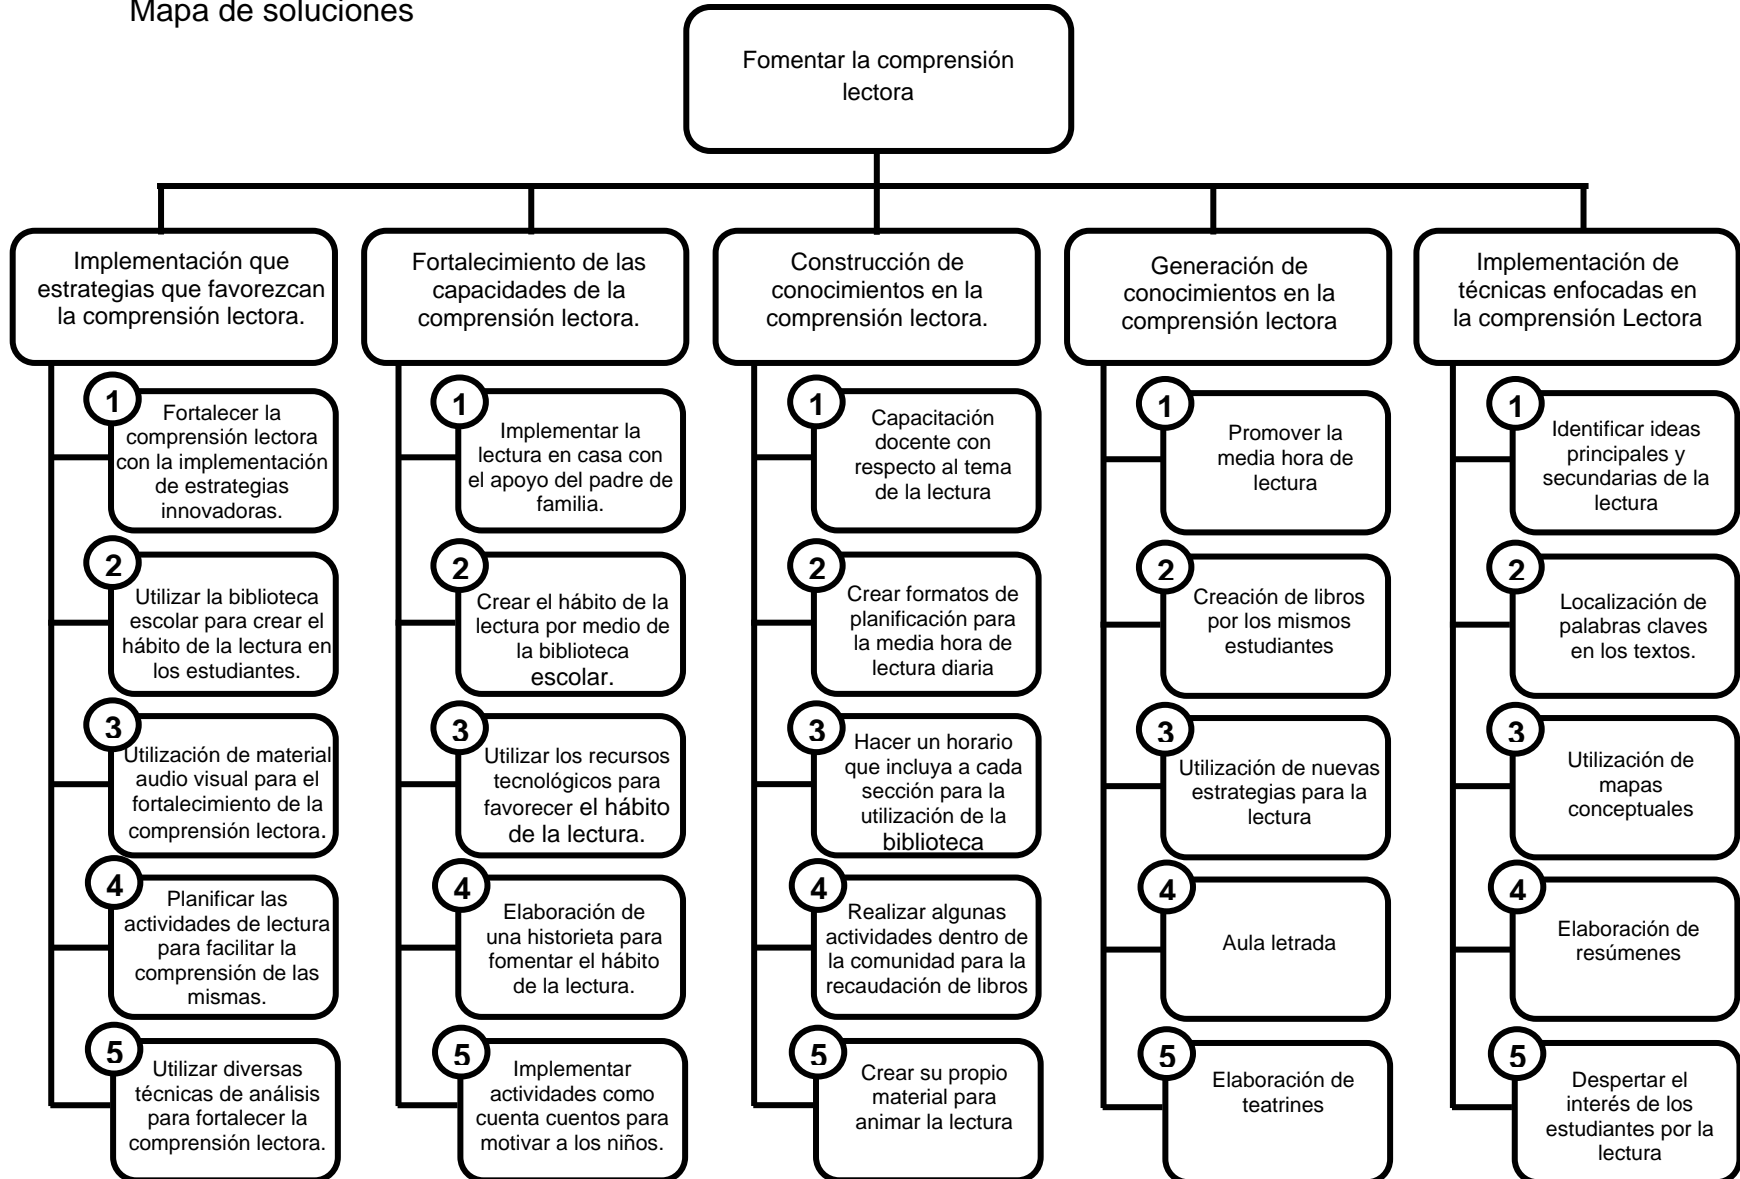 Mapa de soluciones
Fomentar la comprensión
lectora
Implementación que
estrategias que favorezcan
la comprensión lectora.
1
Fortalecer la
comprensión lectora
con la implementación
de estrategias
innovadoras.
2
Utilizar la biblioteca
escolar para crear el
hábito de la lectura en
los estudiantes.
3
Utilización de material
audio visual para el
fortalecimiento de la
comprensión lectora.
4
Planificar las
actividades de lectura
para facilitar la
comprensión de las
mismas.
5
Utilizar diversas
técnicas de análisis
para fortalecer la
comprensión lectora.
Fortalecimiento de las
capacidades de la
comprensión lectora.
1
Implementar la
lectura en casa con
el apoyo del padre de
familia.
2
Crear el hábito de la
lectura por medio de
la biblioteca
escolar.
3
Utilizar los recursos
tecnológicos para
favorecer el hábito
de la lectura.
4
Elaboración de
una historieta para
fomentar el hábito
de la lectura.
5
Implementar
actividades como
cuenta cuentos para
motivar a los niños.
Construcción de
conocimientos en la
comprensión lectora.
1
Capacitación
docente con
respecto al tema
de la lectura
2
Crear formatos de
planificación para
la media hora de
lectura diaria
3
Hacer un horario
que incluya a cada
sección para la
utilización de la
biblioteca
4
Realizar algunas
actividades dentro de
la comunidad para la
recaudación de libros
5
Crear su propio
material para
animar la lectura
Generación de
conocimientos en la
comprensión lectora
1
Promover la
media hora de
lectura
2
Creación de libros
por los mismos
estudiantes
3
Utilización de nuevas
estrategias para la
lectura
4
Aula letrada
5
Elaboración de
teatrines
Implementación de
técnicas enfocadas en
la comprensión Lectora
1
Identificar ideas
principales y
secundarias de la
lectura
2
Localización de
palabras claves
en los textos.
3
Utilización de
mapas
conceptuales
4
Elaboración de
resúmenes
5
Despertar el
interés de los
estudiantes por la
lectura